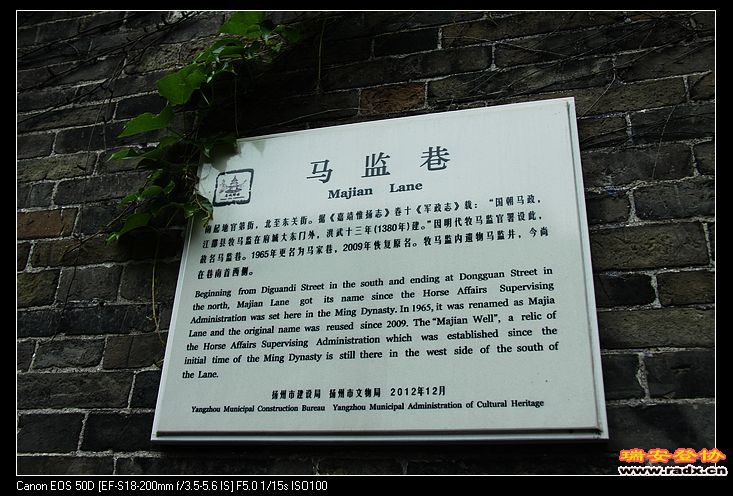 马监巷
Majian Lane
南起地官第街，北至东关街。据《嘉靖惟扬志》卷十《军政志》载："国朝马政，
江都县牧马监在府城大东门外，洪武十三年(1380年)建。"因明代牧马监官署设此，
故名马监巷。1965年更名为马家巷，2009年恢复原名。牧马监内遗物马监井，今尚
在巷南首西侧。
Beginning from Diguandi Street in the south and ending at Dongguan Street in
the north, Majian Lane got its name since the Horse Affairs Supervising
Administration was set here in the Ming Dynasty. In 1965, it was renamed as Majia
Lane and the original name was reused since 2009. The "Majian Well", a relic of
the Horse Affairs Supervising Administration which was established since the
initial time of the Ming Dynasty is still there in the west side of the south of
the Lane.
扬州市建设局 扬州市文物局 2012年12月
Yangzhou Municipal Construction Bureau Yangzhou Municipal Administration of Cultural Heritage
瑞安登协
www.radx.cn
Canon EOS 50D [EF-S18-200mm f/3.5-5.6 IS] F5.0 1/15s ISO100